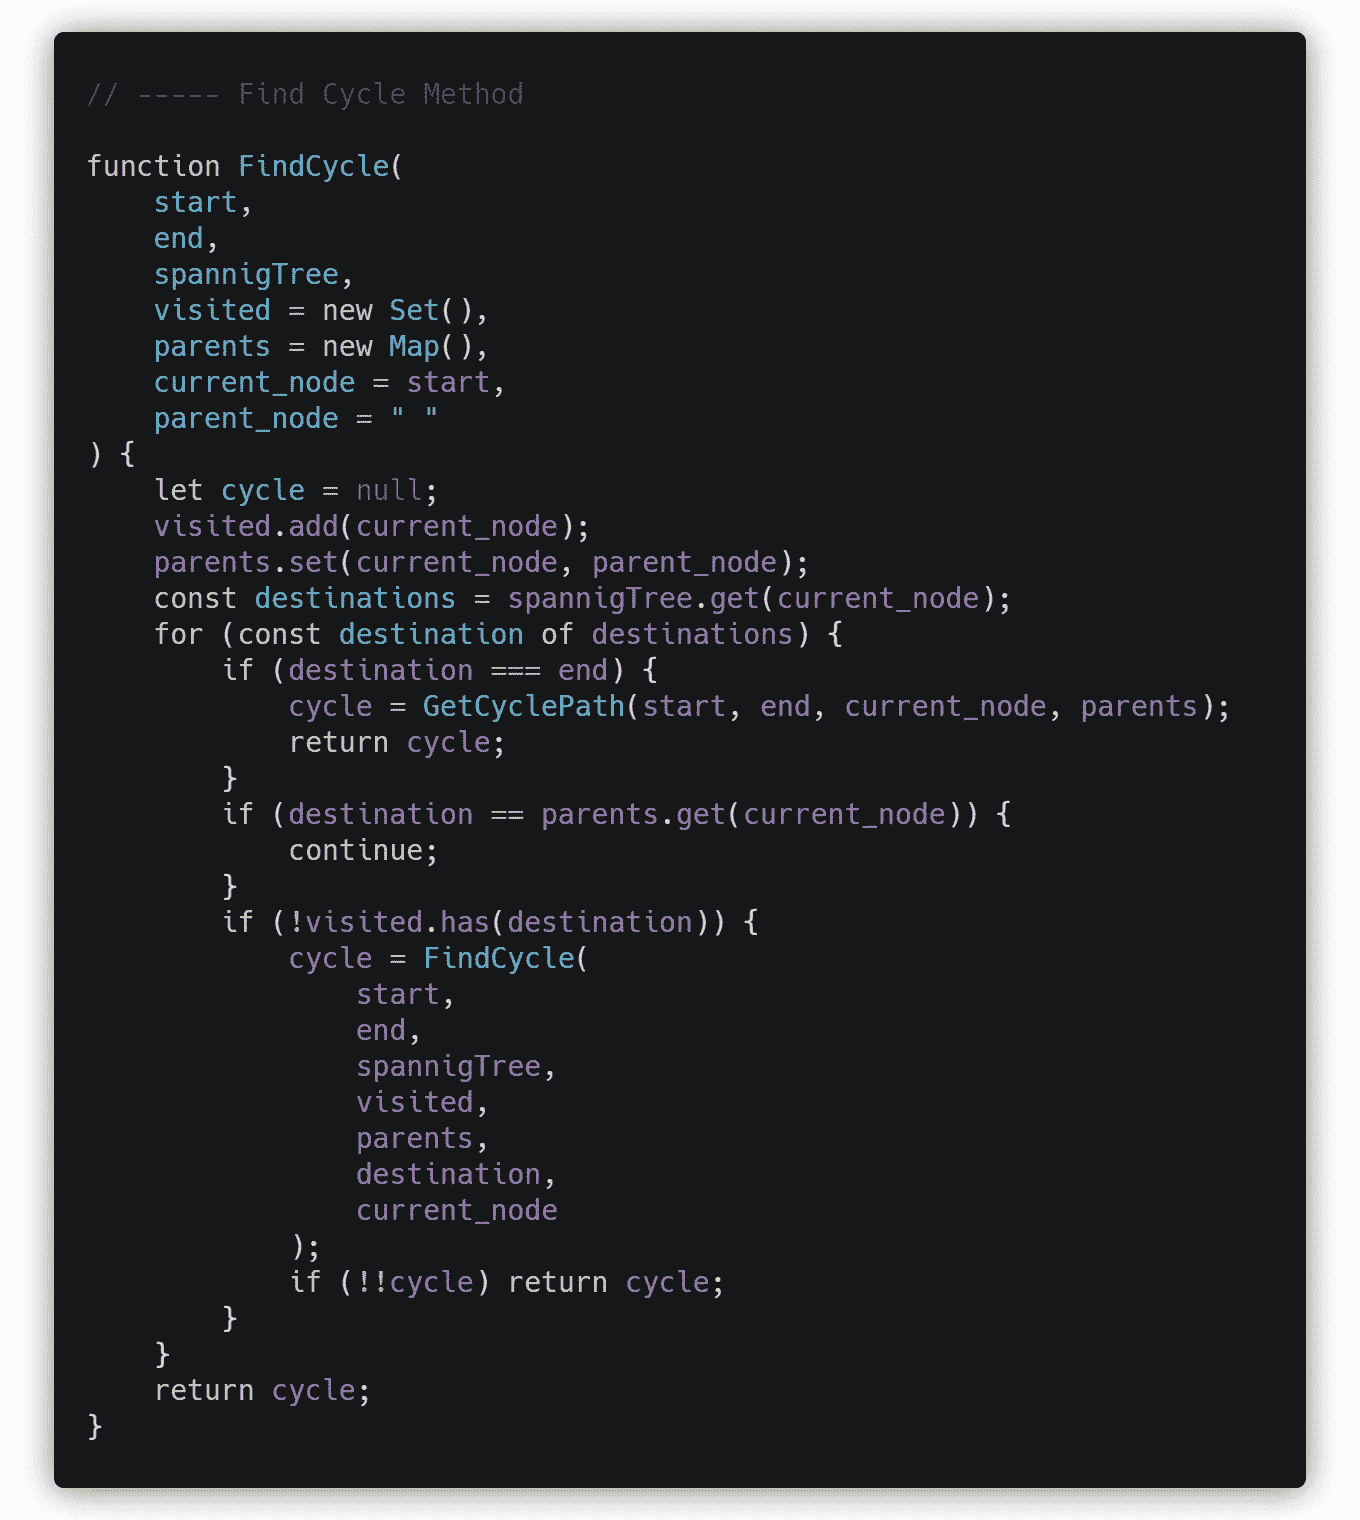 // ----- Find Cycle Method
function FindCycle(
start,
end,
spannigTree,
visited = new Set(),
parents = new Map(),
current_node = start,
parent_node = " "
) {
let cycle = null;
visited.add(current_node);
parents.set(current_node, parent_node);
const destinations = spannigTree.get(current_node);
for (const destination of destinations) {
if (destination === end) {
cycle = GetCyclePath(start, end, current_node, parents);
return cycle;
}
if (destination == parents.get(current_node)) {
continue;
}
if (!visited.has(destination)) {
cycle = FindCycle(
start,
end,
spannigTree,
visited,
parents,
destination,
current_node
);
if (!!cycle) return cycle;
}
}
return cycle;
}